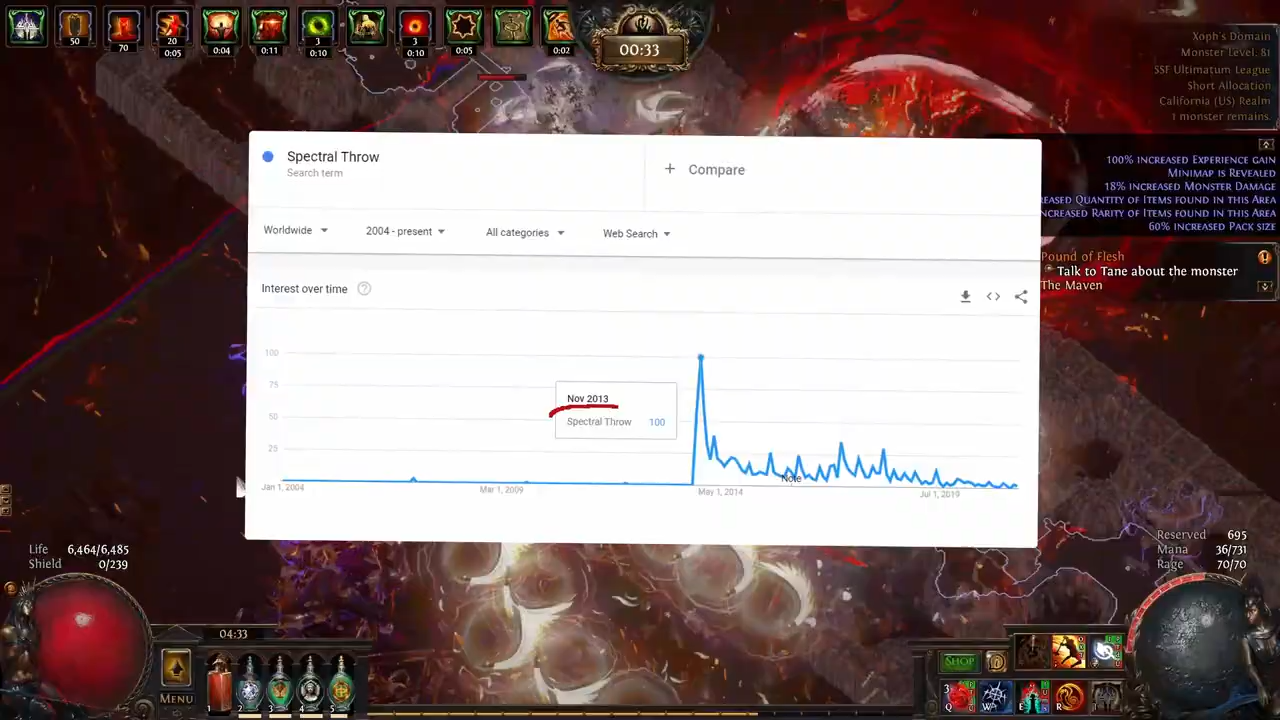 50
70
20
0:05
0:04
0:11
3
0:10
3
0:10
0:05
0:02
00:33
Xoph's Domain
Monster Level: 81
SSF Ultimatum League
Short Allocation
California (US) Realm
1 monster remains.
100% increased Experience gain
Minimap is Revealed
18% increased Monster Damage
Quantity of Items found in this Area
Rarity of Items found in this Area
60% increased Pack size
Pound of Flesh
Talk to Tane about the monster
The Maven
Spectral Throw
Search term
+ Compare
Worldwide
2004 - present
All categories
Web Search
Interest over time
100
75
50
25
Nov 2013
Spectral Throw 100
Note
Jan 1, 2004
Mar 1, 2009
May 1, 2014
Jul 1, 2019
Life 6,464/6,485
Shield 0/239
Reserved 695
Mana 36/731
Rage 70/70
04:33
Menu
1 2 3 4 5
Shop
3
Q W E R T